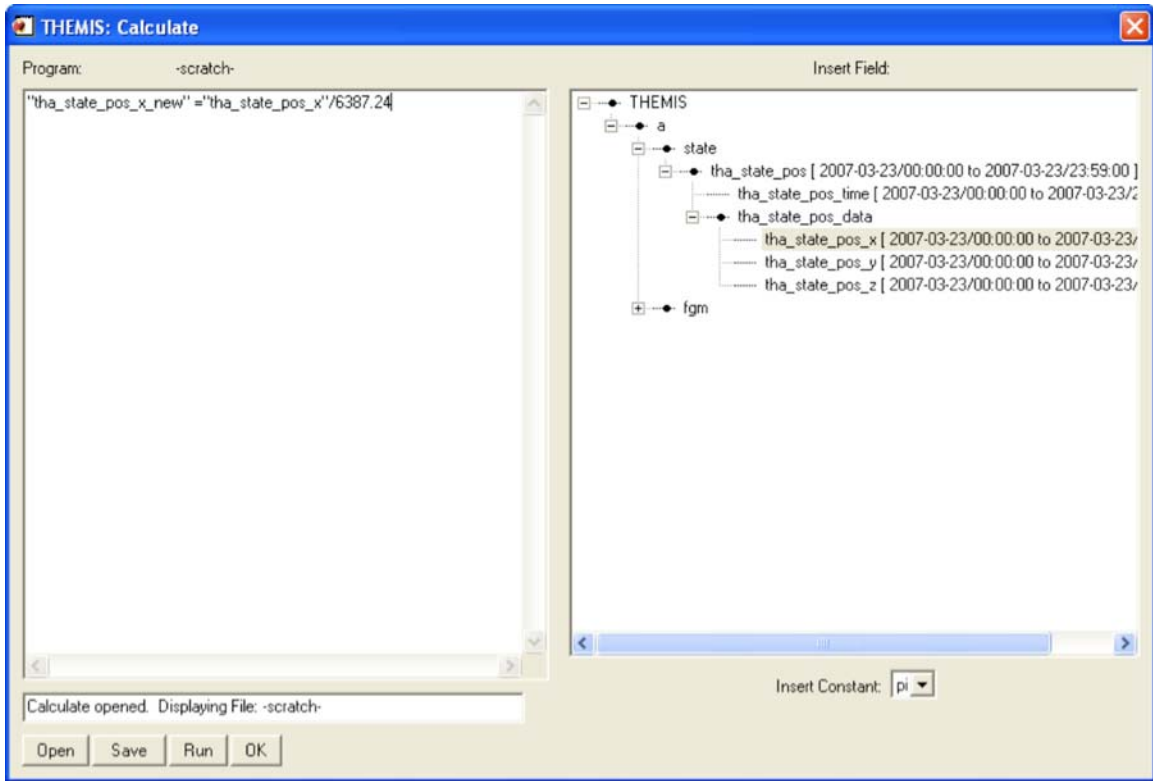 THEMIS: Calculate
Program: -scratch-
Insert Field:
"tha_state_pos_x_new" ="tha_state_pos_x"/6387.24
THEMIS
a
state
tha_state_pos [ 2007-03-23/00:00:00 to 2007-03-23/23:59:00 ]
tha_state_pos_time [ 2007-03-23/00:00:00 to 2007-03-23/2
tha_state_pos_data
tha_state_pos_x [ 2007-03-23/00:00:00 to 2007-03-23/
tha_state_pos_y [ 2007-03-23/00:00:00 to 2007-03-23/
tha_state_pos_z [ 2007-03-23/00:00:00 to 2007-03-23/
fgm
Insert Constant: pi
Calculate opened. Displaying File: -scratch-
Open Save Run OK